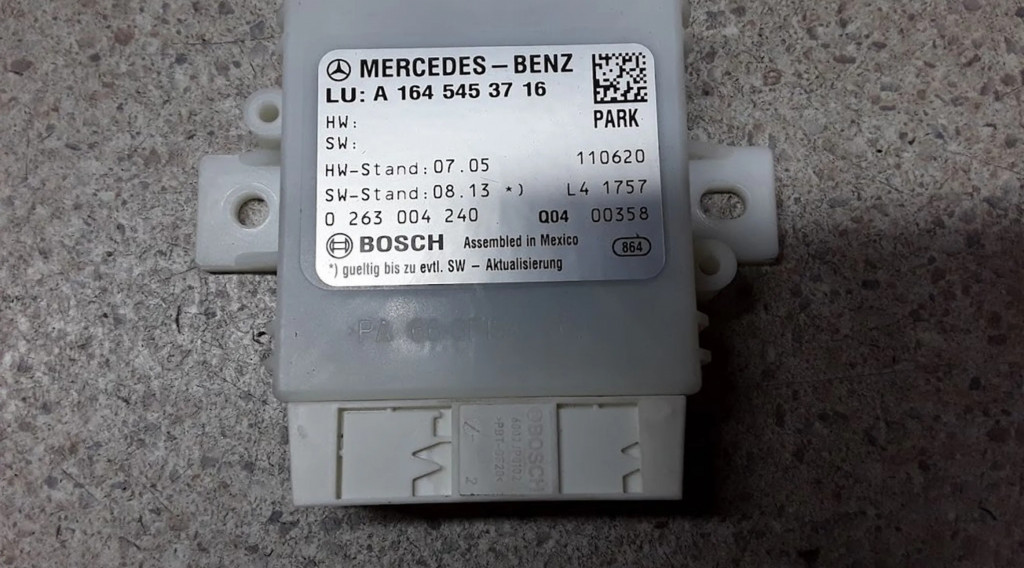 MERCEDES-BENZ
LU: A 164 545 37 16
PARK
HW:
SW:
HW-Stand:07.05 110620
SW-Stand:08.13 *) L4 1757
0 263 004 240 Q04 00358
BOSCH Assembled in Mexico 864
*) gueltig bis zu evtl. SW - Aktualisierung
BOSCH
2